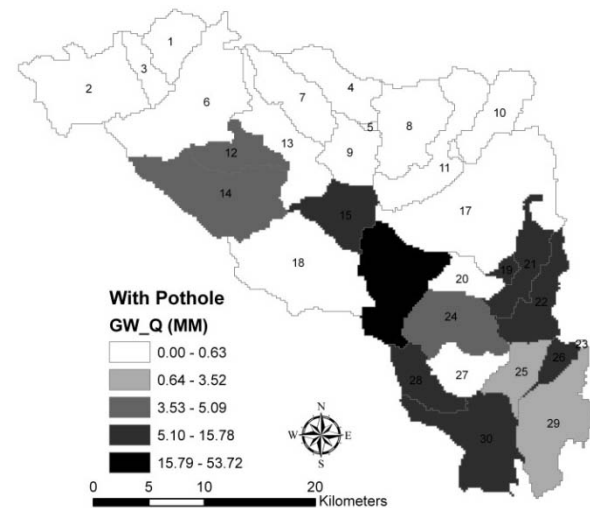 1
2
3
4
5
6
7
8
9
10
11
12
13
14
15
17
18
19
20
21
22
23
24
25
26
27
28
29
30
With Pothole
GW_Q (MM)
0.00 - 0.63
0.64 - 3.52
3.53 - 5.09
5.10 - 15.78
15.79 - 53.72
N
W E
S
0 5 10 20
Kilometers